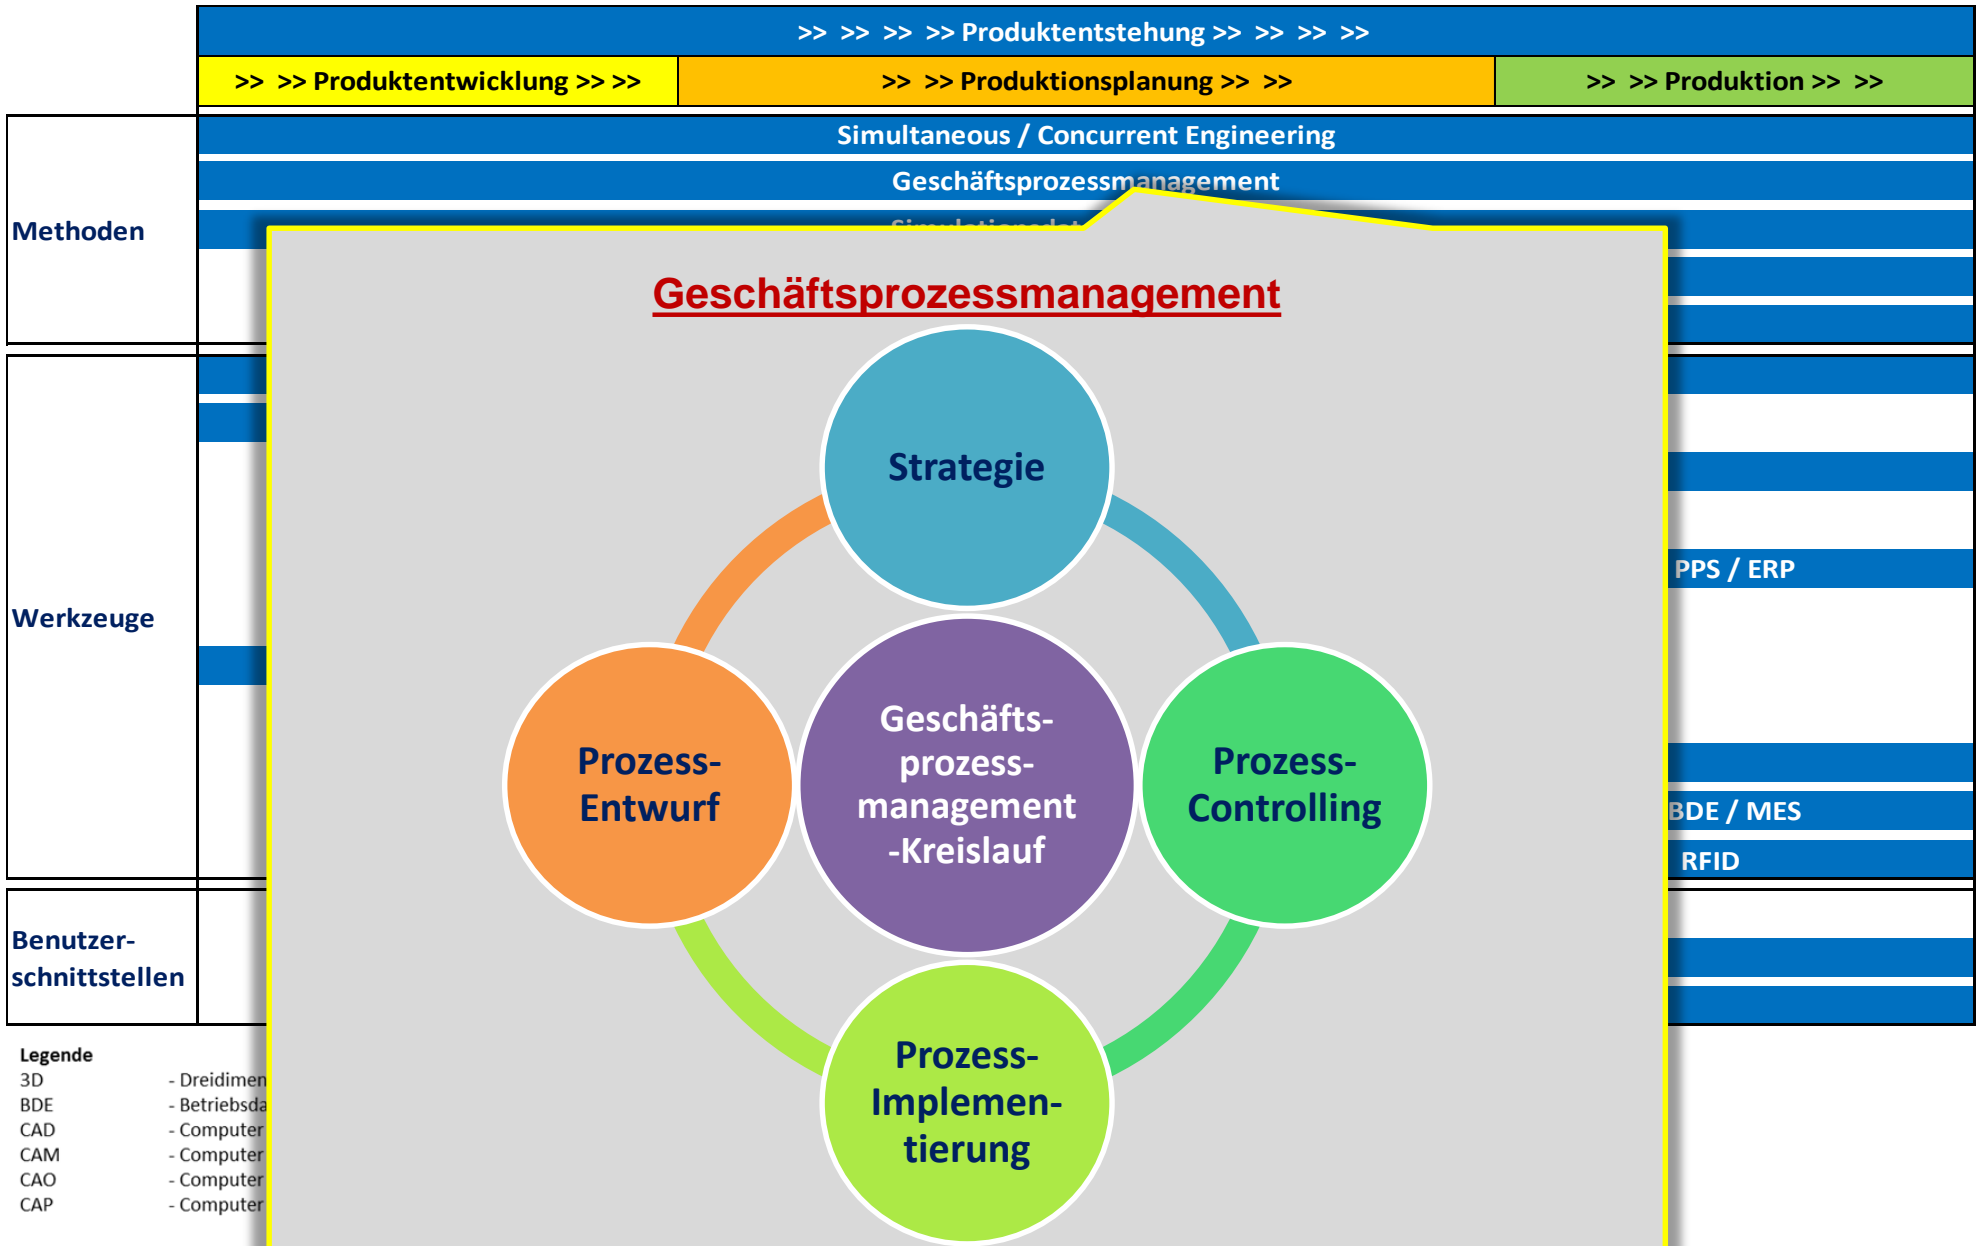 >> >> >> >> Produktentstehung >> >> >> >>
>> >> Produktentwicklung >> >>
>> >> Produktionsplanung >> >>
>> >> Produktion >> >>
Simultaneous / Concurrent Engineering
Geschäftsprozessmanagement
Methoden
Geschäftsprozessmanagement
Strategie
PPS / ERP
Werkzeuge
Prozess-
Entwurf
Geschäfts-
prozess-
management
-Kreislauf
Prozess-
Controlling
BDE / MES
RFID
Benutzer-
schnittstellen
Prozess-
Implemen-
tierung
Legende
3D - Dreidimen
BDE - Betriebsda
CAD - Computer
CAM - Computer
CAO - Computer
CAP - Computer